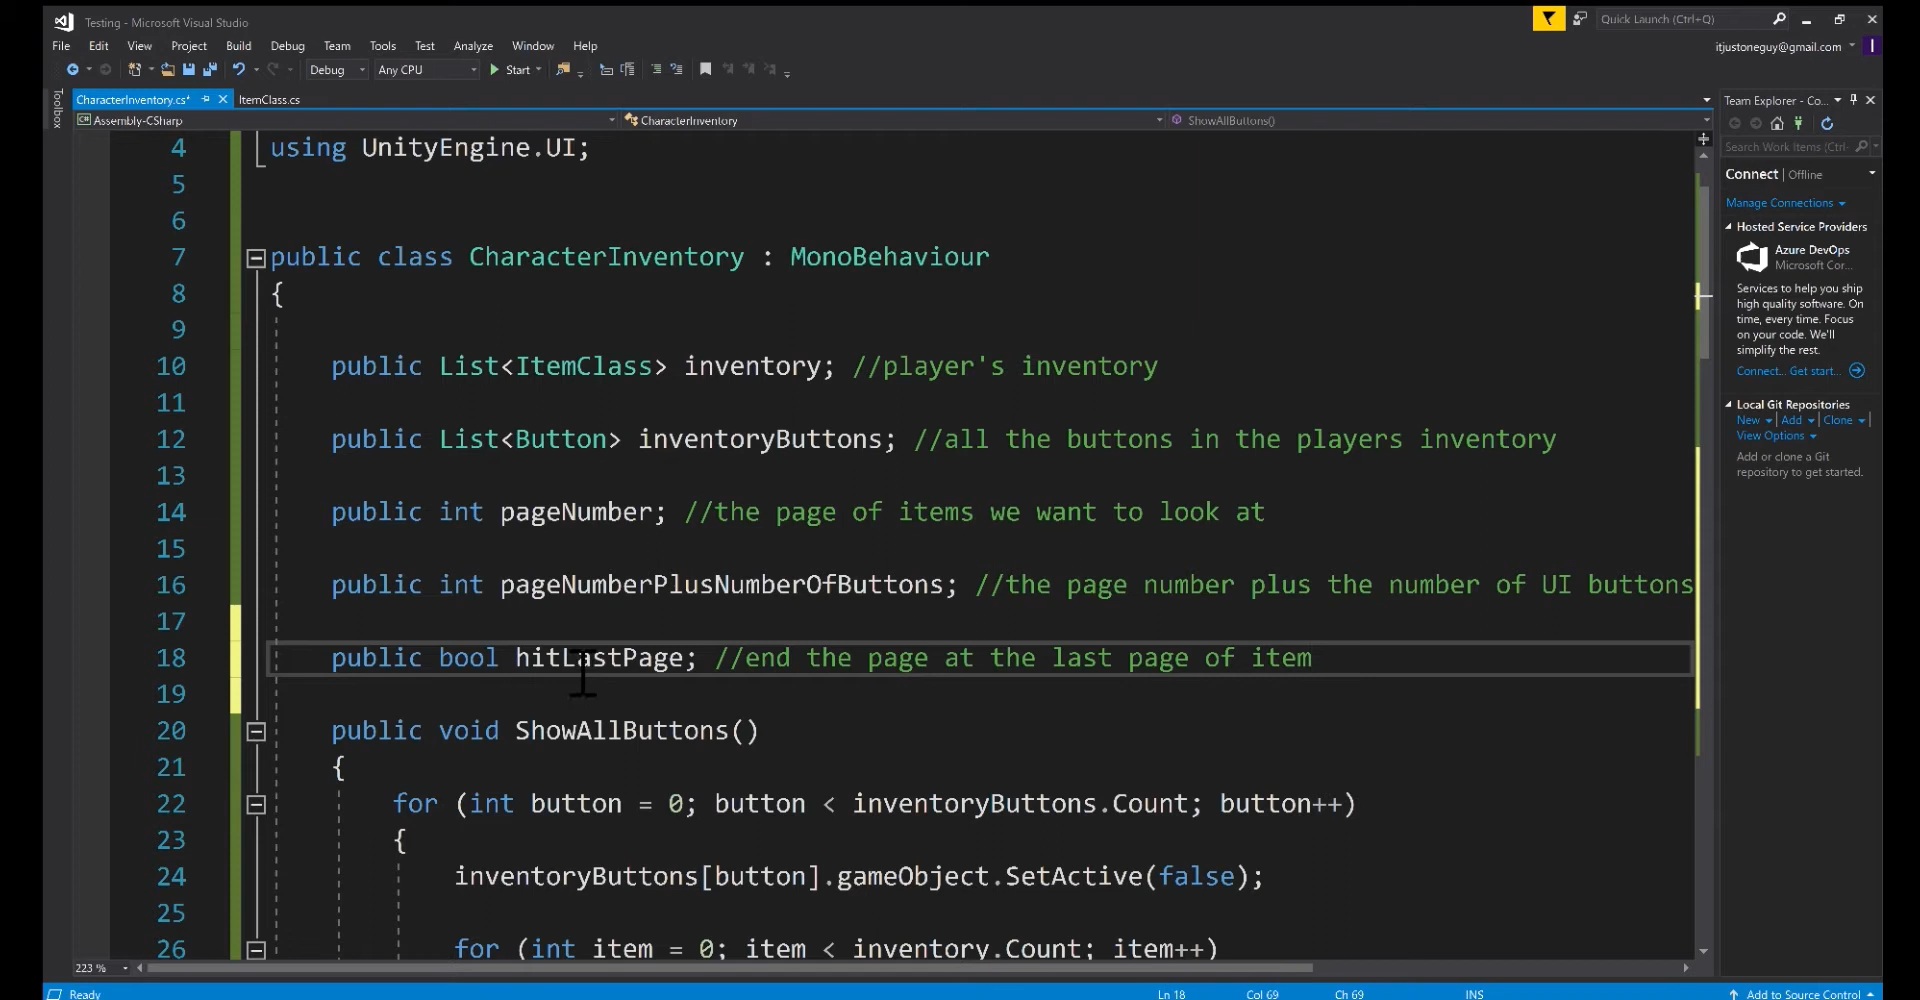 Testing - Microsoft Visual Studio
Quick Launch (Ctrl+Q)
File Edit View Project Build Debug Team Tools Test Analyze Window Help
itjustoneguy@gmail.com I
Debug Any CPU Start
CharacterInventory.cs* ItemClass.cs
Assembly-CSharp CharacterInventory ShowAllButtons()
Toolbox
4 using UnityEngine.UI;
5
6
7 public class CharacterInventory : MonoBehaviour
8 {
9
10 public List<ItemClass> inventory; //player's inventory
11
12 public List<Button> inventoryButtons; //all the buttons in the players inventory
13
14 public int pageNumber; //the page of items we want to look at
15
16 public int pageNumberPlusNumberOfButtons; //the page number plus the number of UI buttons
17
18 public bool hitLastPage; //end the page at the last page of item
19
20 public void ShowAllButtons()
21 {
22 for (int button = 0; button < inventoryButtons.Count; button++)
23 {
24 inventoryButtons[button].gameObject.SetActive(false);
25
26 for (int item = 0; item < inventory.Count; item++)
Team Explorer - Co...
Search Work Items (Ctrl-
Connect | Offline
Manage Connections
Hosted Service Providers
Azure DevOps
Microsoft Cor...
Services to help you ship
high quality software. On
time, every time. Focus
on your code. We'll
simplify the rest.
Connect... Get start...
Local Git Repositories
New Add Clone
View Options
Add or clone a Git
repository to get started.
223 %
Ready Ln 18 Col 69 Ch 69 INS Add to Source Control